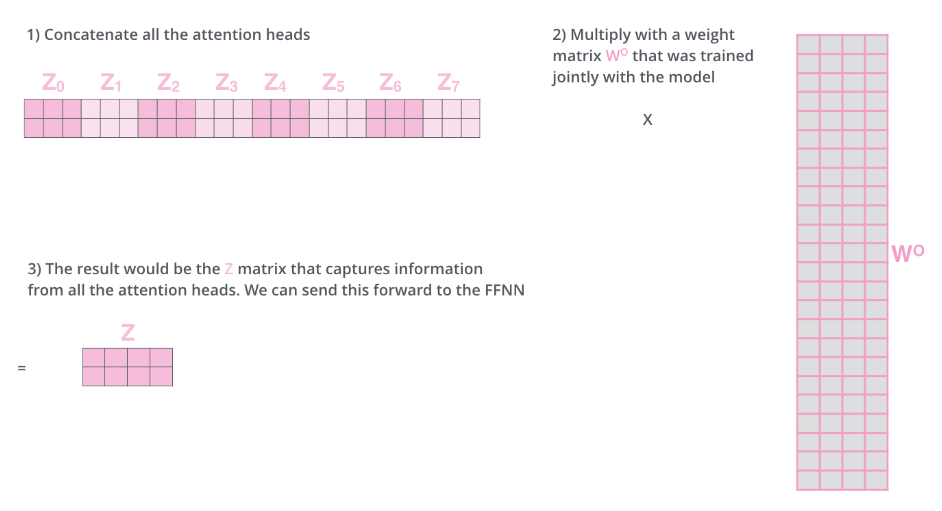 1) Concatenate all the attention heads
Z0 Z1 Z2 Z3 Z4 Z5 Z6 Z7
2) Multiply with a weight
matrix WO that was trained
jointly with the model
X
WO
3) The result would be the Z matrix that captures information
from all the attention heads. We can send this forward to the FFNN
Z
=